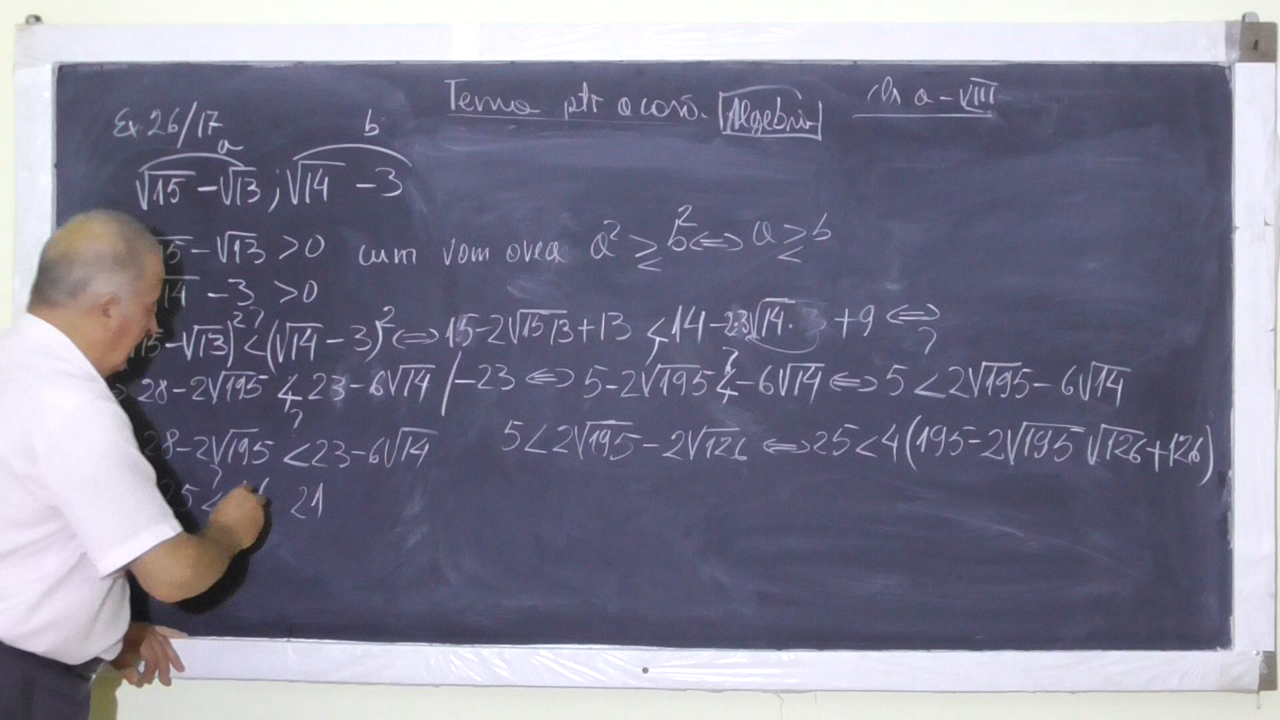 Tema ptr acasă. Algebra cls a-VIII
Ex 26/17
a b
√15 - √13 ; √14 - 3
√15 - √13 > 0 cum vom avea a² ≷ b² ⇔ a ≷ b
√14 - 3 > 0
(√15 - √13)² <? (√14 - 3)² ⇔ 15 - 2√15 13 + 13 < 14 - 2·3√14 + 9 ⇔
28 - 2√195 <? 23 - 6√14 / -23 ⇔ 5 - 2√195 <? -6√14 ⇔ 5 <? 2√195 - 6√14
28 - 2√195 <? 23 - 6√14 5 < 2√195 - 2√126 ⇔ 25 < 4(195 - 2√195 √126 + 126)
25 <? 21